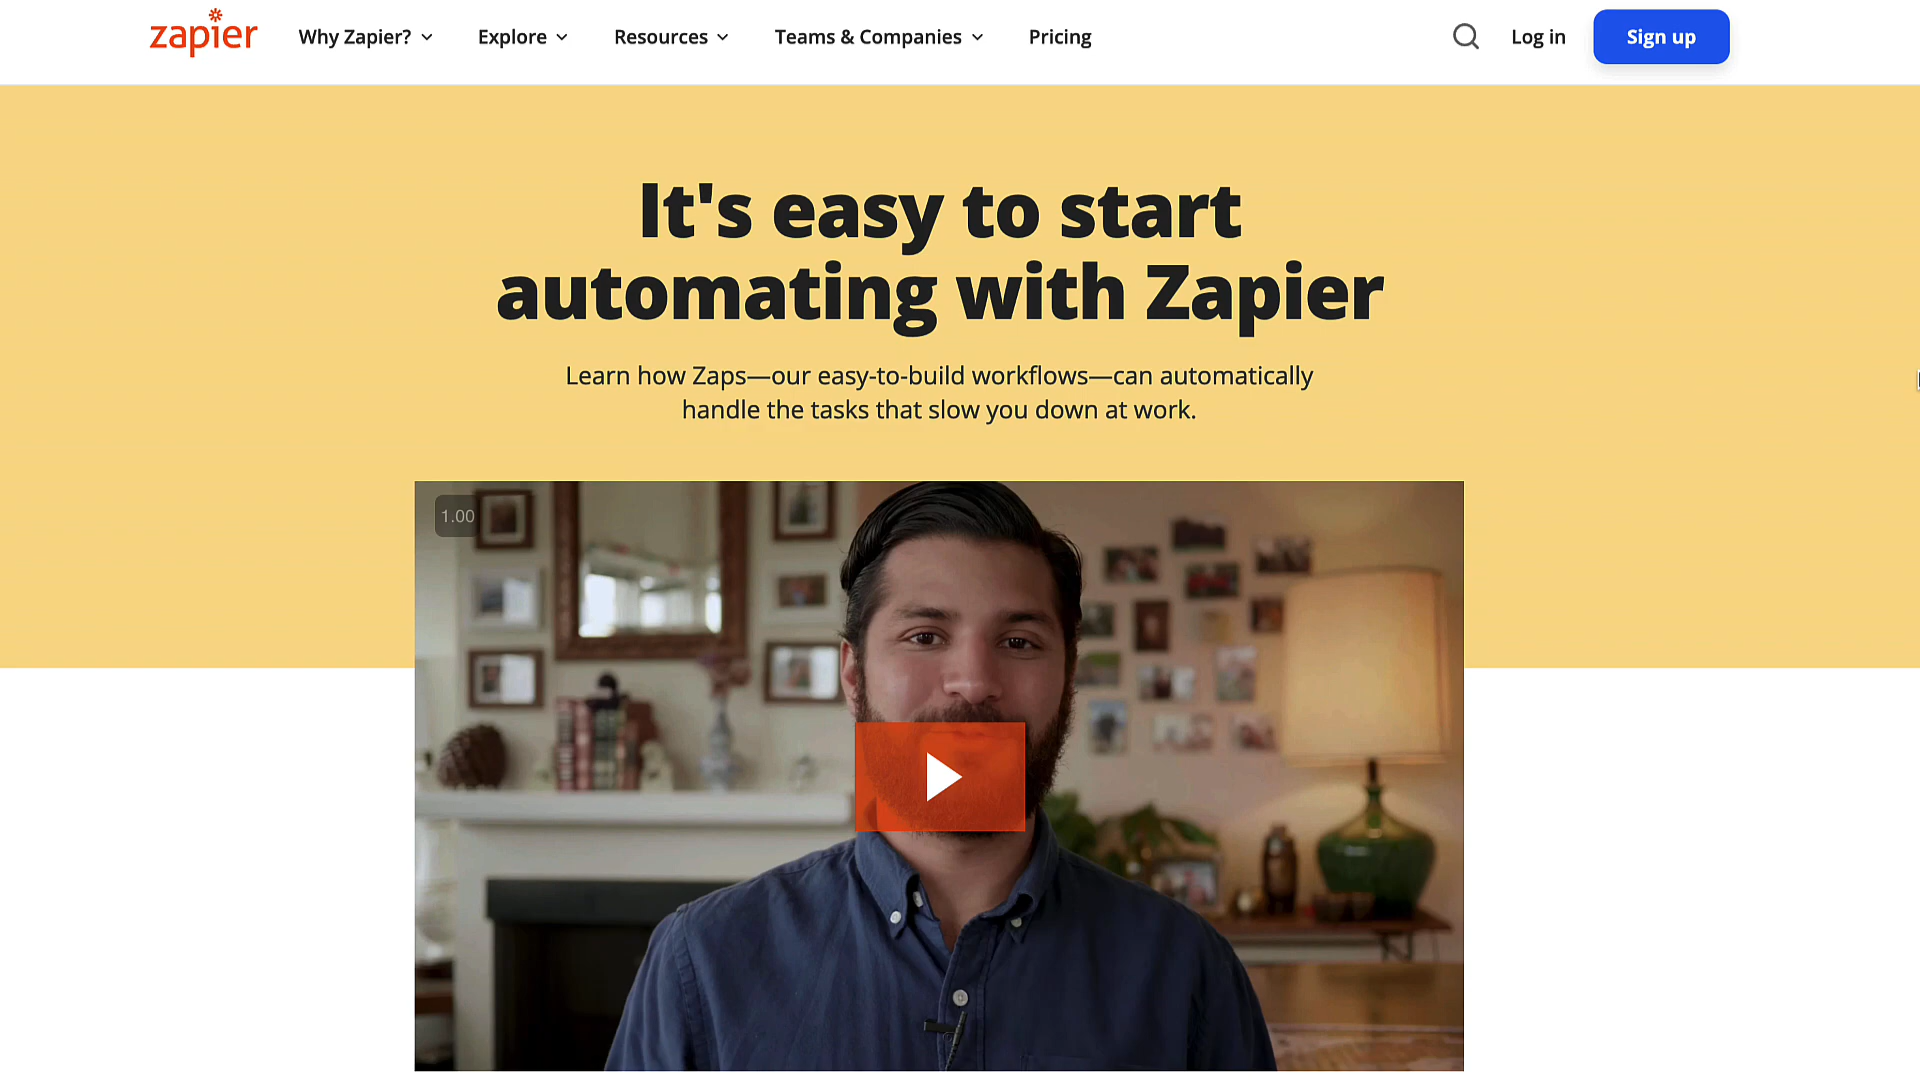 zapier
Why Zapier?
Explore
Resources
Teams & Companies
Pricing
Log in
Sign up
It's easy to start
automating with Zapier
Learn how Zaps—our easy-to-build workflows—can automatically
handle the tasks that slow you down at work.
1.00